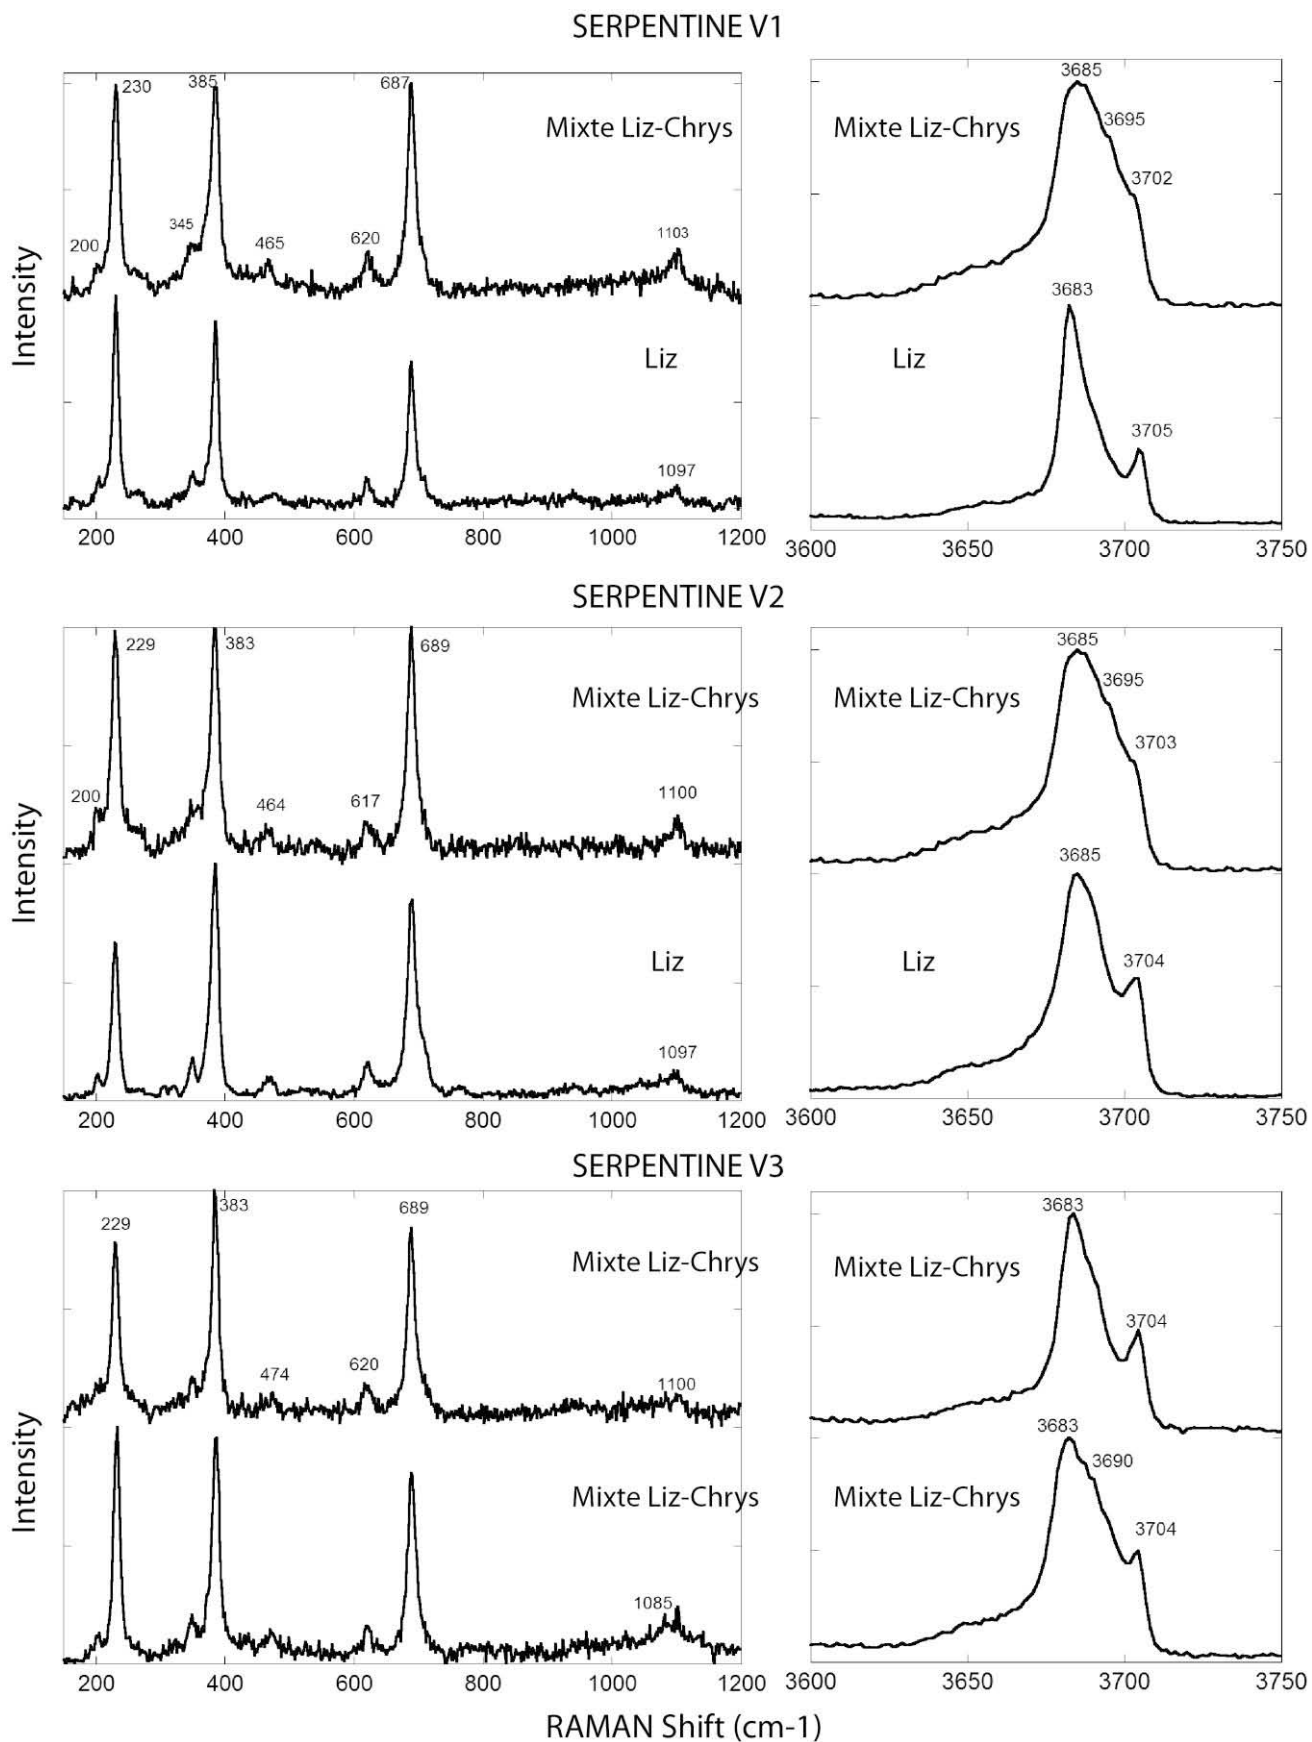 SERPENTINE V1
230 385 687
Mixte Liz-Chrys
200 345 465 620 1103
Liz
1097
Intensity
200 400 600 800 1000 1200
3685
Mixte Liz-Chrys
3695
3702
3683
Liz
3705
3600 3650 3700 3750
SERPENTINE V2
229 383 689
Mixte Liz-Chrys
200 464 617 1100
Liz
1097
Intensity
200 400 600 800 1000 1200
3685
Mixte Liz-Chrys
3695
3703
3685
Liz
3704
3600 3650 3700 3750
SERPENTINE V3
229 383 689
Mixte Liz-Chrys
474 620 1100
Mixte Liz-Chrys
1085
Intensity
200 400 600 800 1000 1200
3683
Mixte Liz-Chrys
3704
3683
3690
Mixte Liz-Chrys
3704
3600 3650 3700 3750
RAMAN Shift (cm-1)